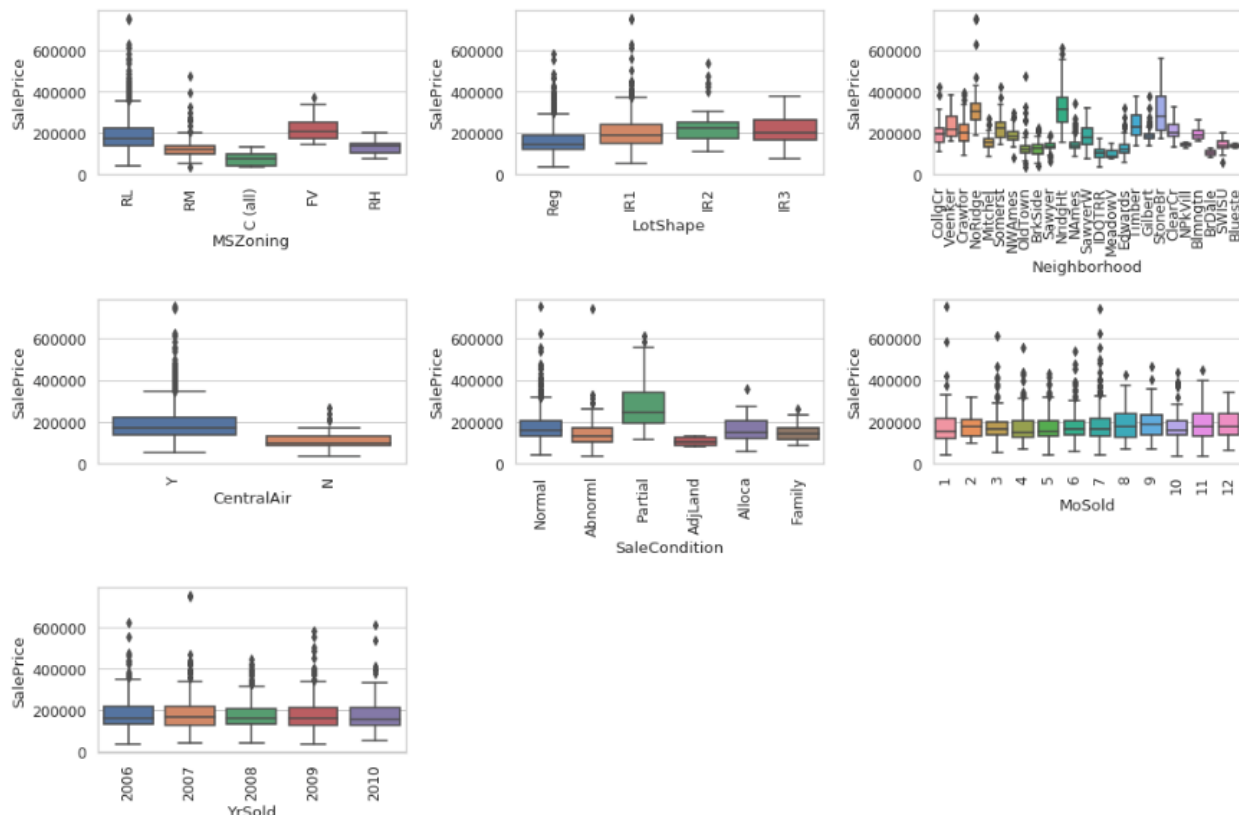 SalePrice
600000
400000
200000
0
RL
RM
C (all)
FV
RH
MSZoning
SalePrice
600000
400000
200000
0
Reg
IR1
IR2
IR3
LotShape
SalePrice
600000
400000
200000
0
CollgCr
Veenker
Crawfor
NoRidge
Mitchel
Somerst
NWAmes
OldTown
BrkSide
Sawyer
NridgHt
NAmes
SawyerW
IDOTRR
MeadowV
Edwards
Timber
Gilbert
StoneBr
ClearCr
NPkVill
Blmngtn
BrDale
SWISU
Blueste
Neighborhood
SalePrice
600000
400000
200000
0
Y
N
CentralAir
SalePrice
600000
400000
200000
0
Normal
Abnorml
Partial
AdjLand
Alloca
Family
SaleCondition
SalePrice
600000
400000
200000
0
1
2
3
4
5
6
7
8
9
10
11
12
MoSold
SalePrice
600000
400000
200000
0
2006
2007
2008
2009
2010
YrSold